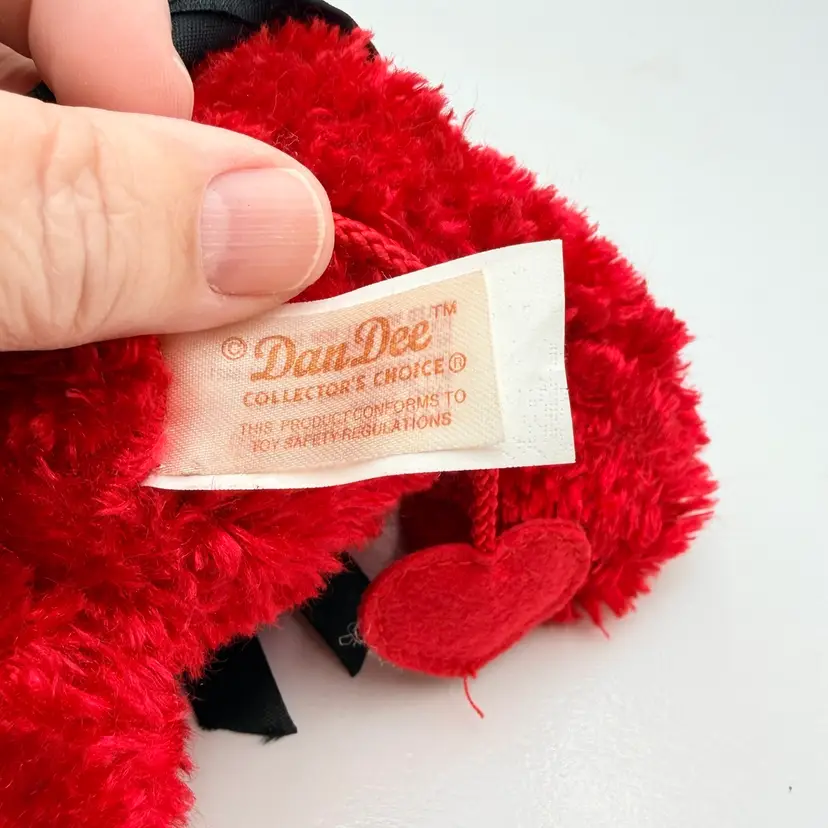 © DanDee™
COLLECTOR'S CHOICE®
THIS PRODUCT CONFORMS TO
TOY SAFETY REGULATIONS